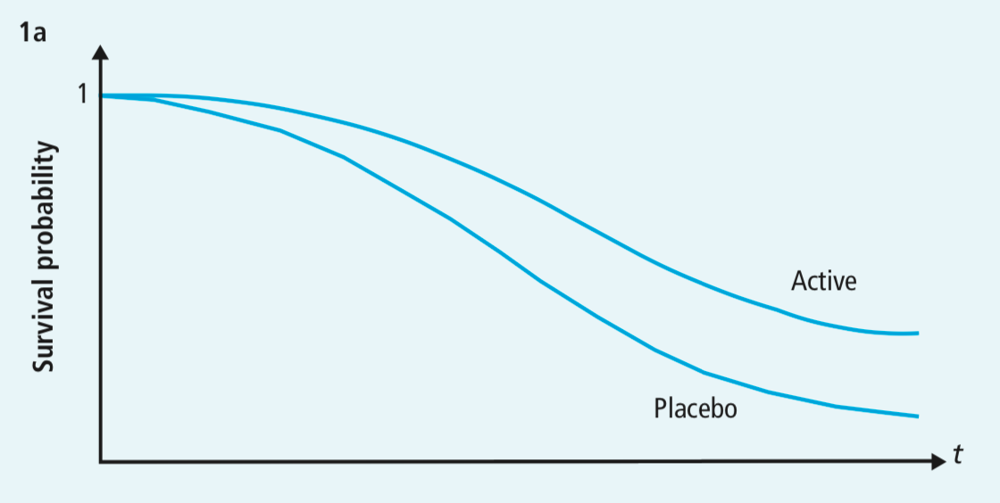 1a
1
Survival probability
Active
Placebo
t